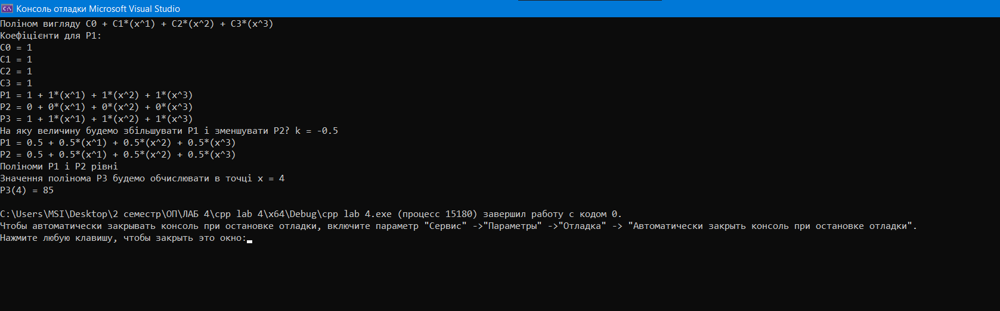 Консоль отладки Microsoft Visual Studio
Поліном вигляду C0 + C1*(x^1) + C2*(x^2) + C3*(x^3)
Коефіцієнти для P1:
C0 = 1
C1 = 1
C2 = 1
C3 = 1
P1 = 1 + 1*(x^1) + 1*(x^2) + 1*(x^3)
P2 = 0 + 0*(x^1) + 0*(x^2) + 0*(x^3)
P3 = 1 + 1*(x^1) + 1*(x^2) + 1*(x^3)
На яку величину будемо збільшувати P1 і зменшувати P2? k = -0.5
P1 = 0.5 + 0.5*(x^1) + 0.5*(x^2) + 0.5*(x^3)
P2 = 0.5 + 0.5*(x^1) + 0.5*(x^2) + 0.5*(x^3)
Поліноми P1 і P2 рівні
Значення полінома P3 будемо обчислювати в точці x = 4
P3(4) = 85
C:\Users\MSI\Desktop\2 семестр\ОП\ЛАБ 4\cpp lab 4\x64\Debug\cpp lab 4.exe (процесс 15180) завершил работу с кодом 0.
Чтобы автоматически закрывать консоль при остановке отладки, включите параметр "Сервис" ->"Параметры" ->"Отладка" -> "Автоматически закрыть консоль при остановке отладки".
Нажмите любую клавишу, чтобы закрыть это окно: